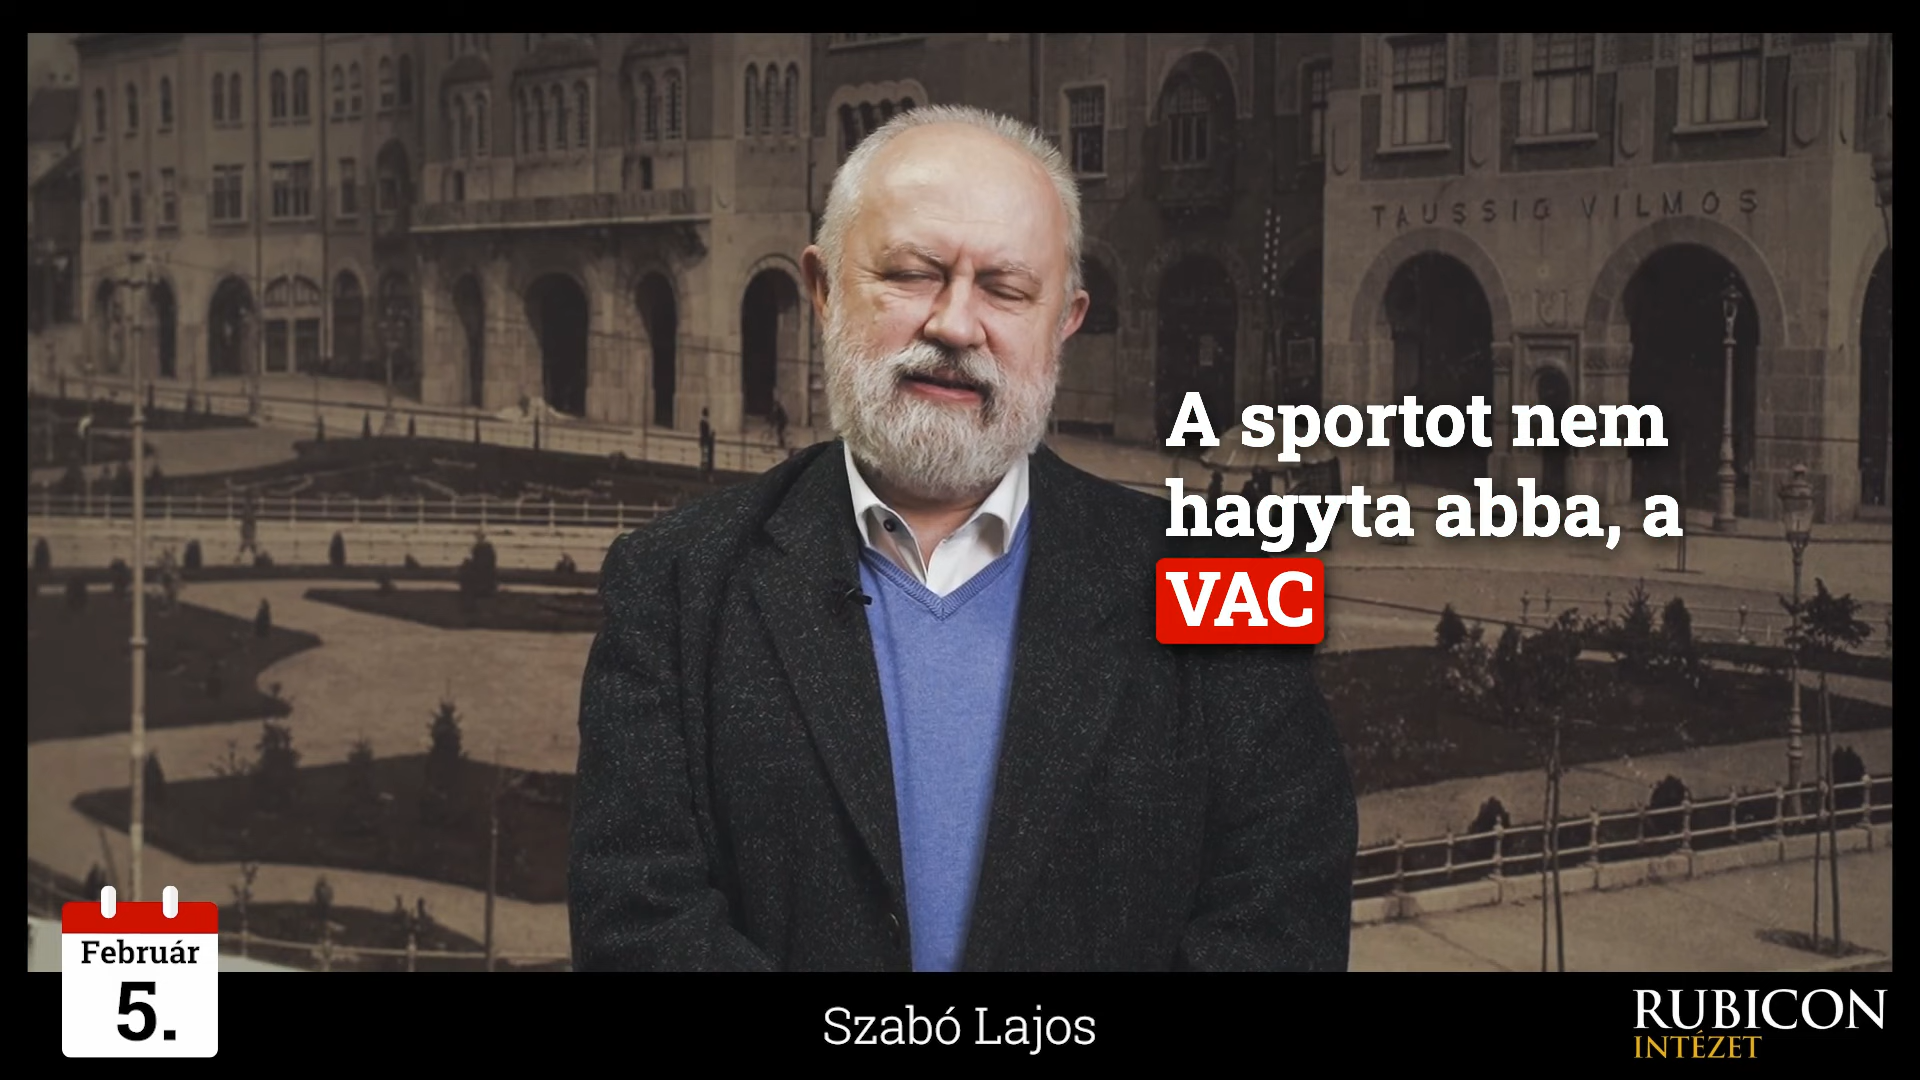 TAUSSIG VILMOS
A sportot nem
hagyta abba, a
VAC
Február
5.
Szabó Lajos
RUBICON
INTÉZET